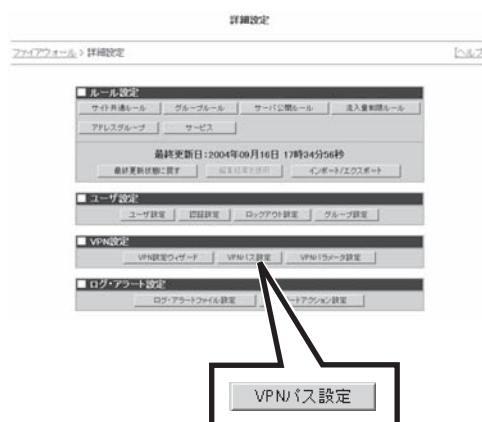 詳細設定
ファイアウォール > 詳細設定 [ヘルプ
■ ルール設定
サイト共通ルール グループルール サーバ公開ルール 流入量制限ルール
アドレスグループ サービス
最終更新日:2004年09月16日 17時34分56秒
最終更新状態に戻す 編集結果を適用 インポート/エクスポート
■ ユーザ設定
ユーザ設定 認証設定 ロックアウト設定 グループ設定
■ VPN設定
VPN設定ウィザード VPNパス設定 VPNパラメータ設定
■ ログ・アラート設定
ログ・アラートファイル設定 ートアクション設定
VPNパス設定